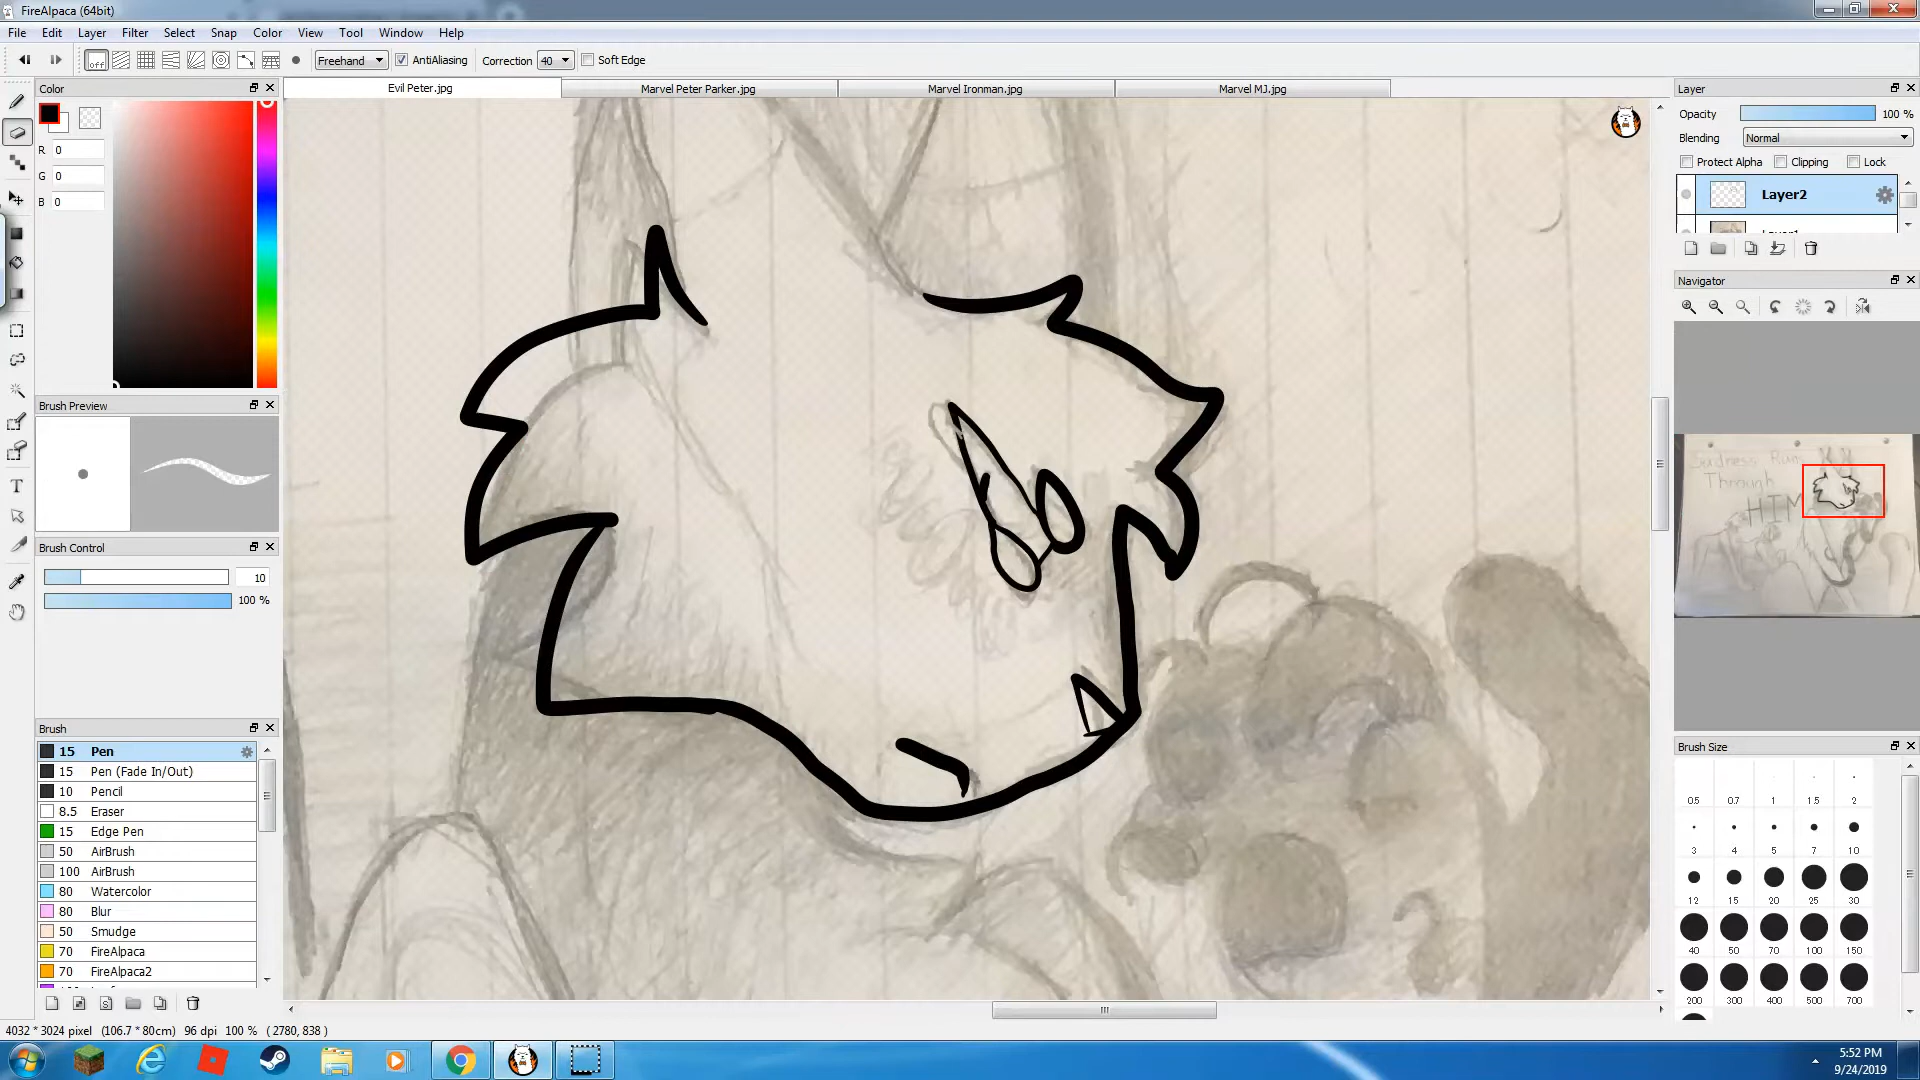 FireAlpaca (64bit)
File Edit Layer Filter Select Snap Color View Tool Window Help
off Freehand AntiAliasing Correction 40 Soft Edge
Color
Evil Peter.jpg Marvel Peter Parker.jpg Marvel Ironman.jpg Marvel MJ.jpg
Layer
R 0
G 0
B 0
Opacity 100 %
Blending Normal
Protect Alpha Clipping Lock
Layer2
Layer1
Navigator
Through
HIM
Brush Preview
Brush Control
10
100 %
Brush
15 Pen
15 Pen (Fade In/Out)
10 Pencil
8.5 Eraser
15 Edge Pen
50 AirBrush
100 AirBrush
80 Watercolor
80 Blur
50 Smudge
70 FireAlpaca
70 FireAlpaca2
Brush Size
0.5 0.7 1 1.5 2
3 4 5 7 10
12 15 20 25 30
40 50 70 100 150
200 300 400 500 700
4032 * 3024 pixel (106.7 * 80cm) 96 dpi 100 % ( 2780, 838 )
5:52 PM
9/24/2019